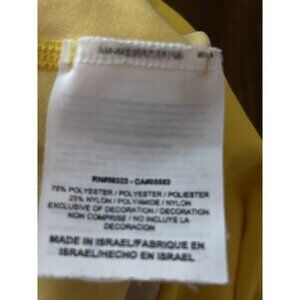 RN#56323 - CA#05553
75% POLYESTER / POLYESTER / POLIESTER
25% NYLON / POLYAMIDE / NYLON
EXCLUSIVE OF DECORATION / DECORATION
NON COMPRISE / NO INCLUYE LA
DECORACIÓN
MADE IN ISRAEL/FABRIQUE EN
ISRAEL/HECHO EN ISRAEL